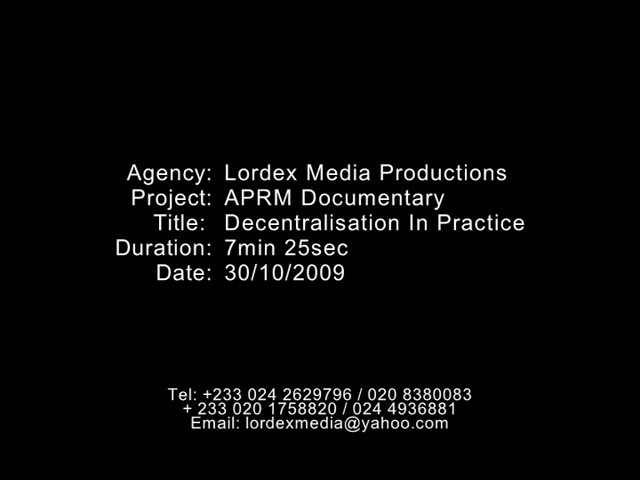 Agency: Lordex Media Productions
Project: APRM Documentary
Title: Decentralisation In Practice
Duration: 7min 25sec
Date: 30/10/2009
Tel: +233 024 2629796 / 020 8380083
+ 233 020 1758820 / 024 4936881
Email: lordexmedia@yahoo.com